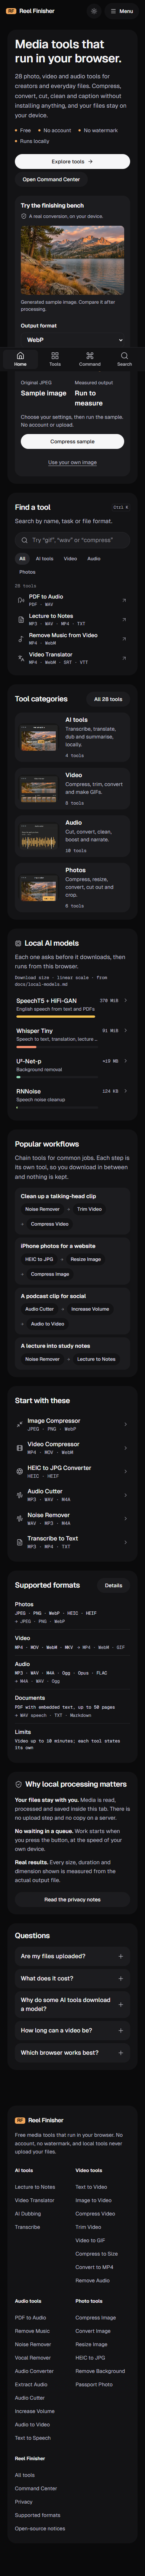 RF Reel Finisher
Menu
Media tools that
run in your browser.
28 photo, video and audio tools for
creators and everyday files. Compress,
convert, cut, clean and caption without
installing anything, and your files stay on
your device.
Free
No account
No watermark
Runs locally
Explore tools →
Open Command Center
Try the finishing bench
A real conversion, on your device.
Generated sample image. Compare it after
processing.
Output format
WebP
Home
Tools
Command
Search
Original JPEG
Measured output
Sample image
Run to
measure
Choose your settings, then run the sample.
No account or upload.
Compress sample
Use your own image
Find a tool
Ctrl K
Search by name, task or file format.
Try "gif", "wav" or "compress"
All
AI tools
Video
Audio
Photos
28 tools
PDF to Audio
PDF · WAV
Lecture to Notes
MP3 · WAV · MP4 · TXT
Remove Music from Video
MP4 · WebM
Video Translator
MP4 · WebM · SRT · VTT
Tool categories
All 28 tools
AI tools
Transcribe, translate,
dub and summarise,
locally.
4 tools
Video
Compress, trim, convert
and make GIFs.
8 tools
Audio
Cut, convert, clean,
boost and narrate.
10 tools
Photos
Compress, resize,
convert, cut out and
crop.
6 tools
Local AI models
Each one asks before it downloads, then
runs from this browser.
Download size · linear scale · from
docs/local-models.md
SpeechT5 + HiFi-GAN
English speech from text and PDFs
Whisper Tiny
Speech to text, translation, lecture ...
U²-Net-p
Background removal
RNNoise
124 KB
Speech noise cleanup
Popular workflows
Chain tools for common jobs. Each step is
its own tool, so you download in between
and nothing is kept.
Clean up a talking-head clip
Noise Remover
→
Trim Video
→
Compress Video
iPhone photos for a website
HEIC to JPG
→
Resize Image
→
Compress Image
A podcast clip for social
Audio Cutter
→
Increase Volume
→
Audio to Video
A lecture into study notes
Noise Remover
→
Lecture to Notes
Start with these
Image Compressor
JPEG · PNG · WebP
Video Compressor
MP4 · MOV · WebM
HEIC to JPG Converter
HEIC · HEIF
Audio Cutter
MP3 · WAV · M4A
Noise Remover
WAV · MP3 · M4A
Transcribe to Text
MP3 · MP4 · TXT
Supported formats
Details
Photos
JPEG · PNG · WebP · HEIC · HEIF
→ JPEG · PNG · WebP
Video
MP4 · MOV · WebM · MKV → MP4 · WebM · GIF
Audio
MP3 · WAV · M4A · Ogg · Opus · FLAC
→ M4A · WAV · Ogg
Documents
PDF with embedded text, up to 50 pages
→ WAV speech · TXT · Markdown
Limits
Video up to 10 minutes; each tool states
its own
Why local processing matters
Your files stay with you. Media is read,
processed and saved inside this tab. There is
no upload step and no copy on a server.
No waiting in a queue. Work starts when
you press the button, at the speed of your
own device.
Real results. Every size, duration and
dimension shown is measured from the
actual output file.
Read the privacy notes
Questions
Are my files uploaded?
What does it cost?
Why do some AI tools download
a model?
How long can a video be?
Which browser works best?
RF Reel Finisher
Free media tools that run in your browser. No
account, no watermark, and local tools never
upload your files.
AI tools
Lecture to Notes
Video Translator
AI Dubbing
Transcribe
Video tools
Text to Video
Image to Video
Compress Video
Trim Video
Video to GIF
Compress to Size
Convert to MP4
Remove Audio
Audio tools
PDF to Audio
Remove Music
Noise Remover
Vocal Remover
Audio Converter
Extract Audio
Audio Cutter
Increase Volume
Audio to Video
Text to Speech
Photo tools
Compress Image
Convert Image
Resize Image
HEIC to JPG
Remove Background
Passport Photo
Reel Finisher
All tools
Command Center
Privacy
Supported formats
Open-source notices